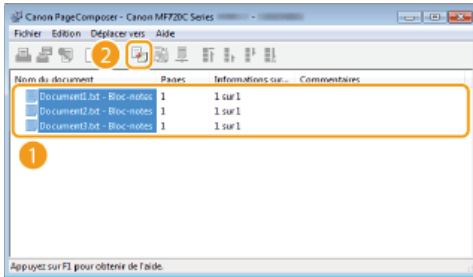 Canon PageComposer - Canon MF720C Series
Fichier Edition Déplacer vers Aide
2
Nom du document Pages Informations sur... Commentaires
Document1.txt - Bloc-notes 1 1 sur 1
Document2.txt - Bloc-notes 1 1 sur 1
Document3.txt - Bloc-notes 1 1 sur 1
1
Appuyez sur F1 pour obtenir de l'aide.